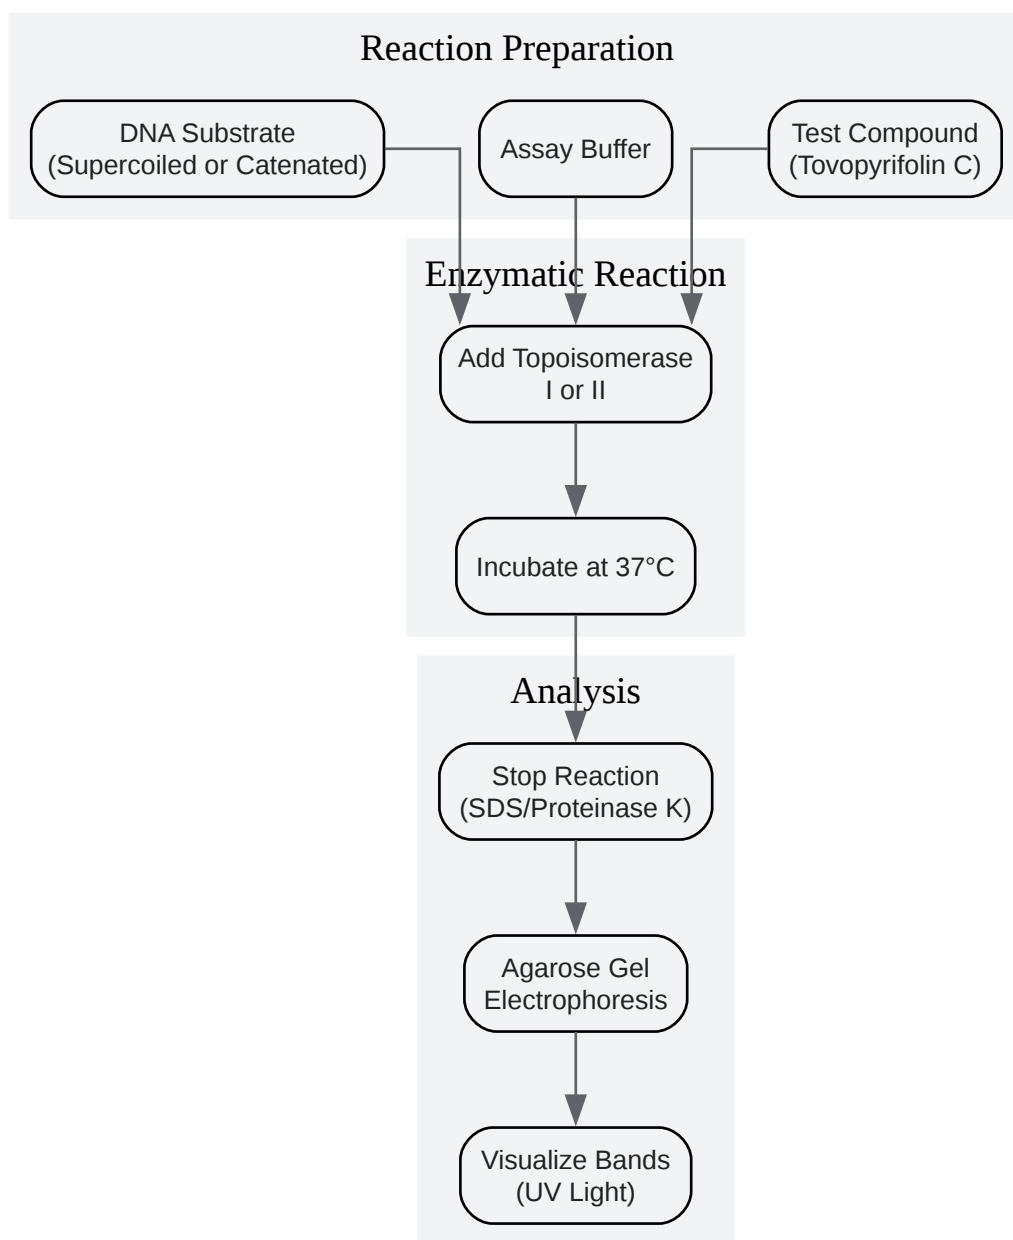 Reaction Preparation
DNA Substrate
(Supercoiled or Catenated)
Assay Buffer
Test Compound
(Tovopyrifolin C)
Enzymatic Reaction
Add Topoisomerase
I or II
Incubate at 37°C
Analysis
Stop Reaction
(SDS/Proteinase K)
Agarose Gel
Electrophoresis
Visualize Bands
(UV Light)